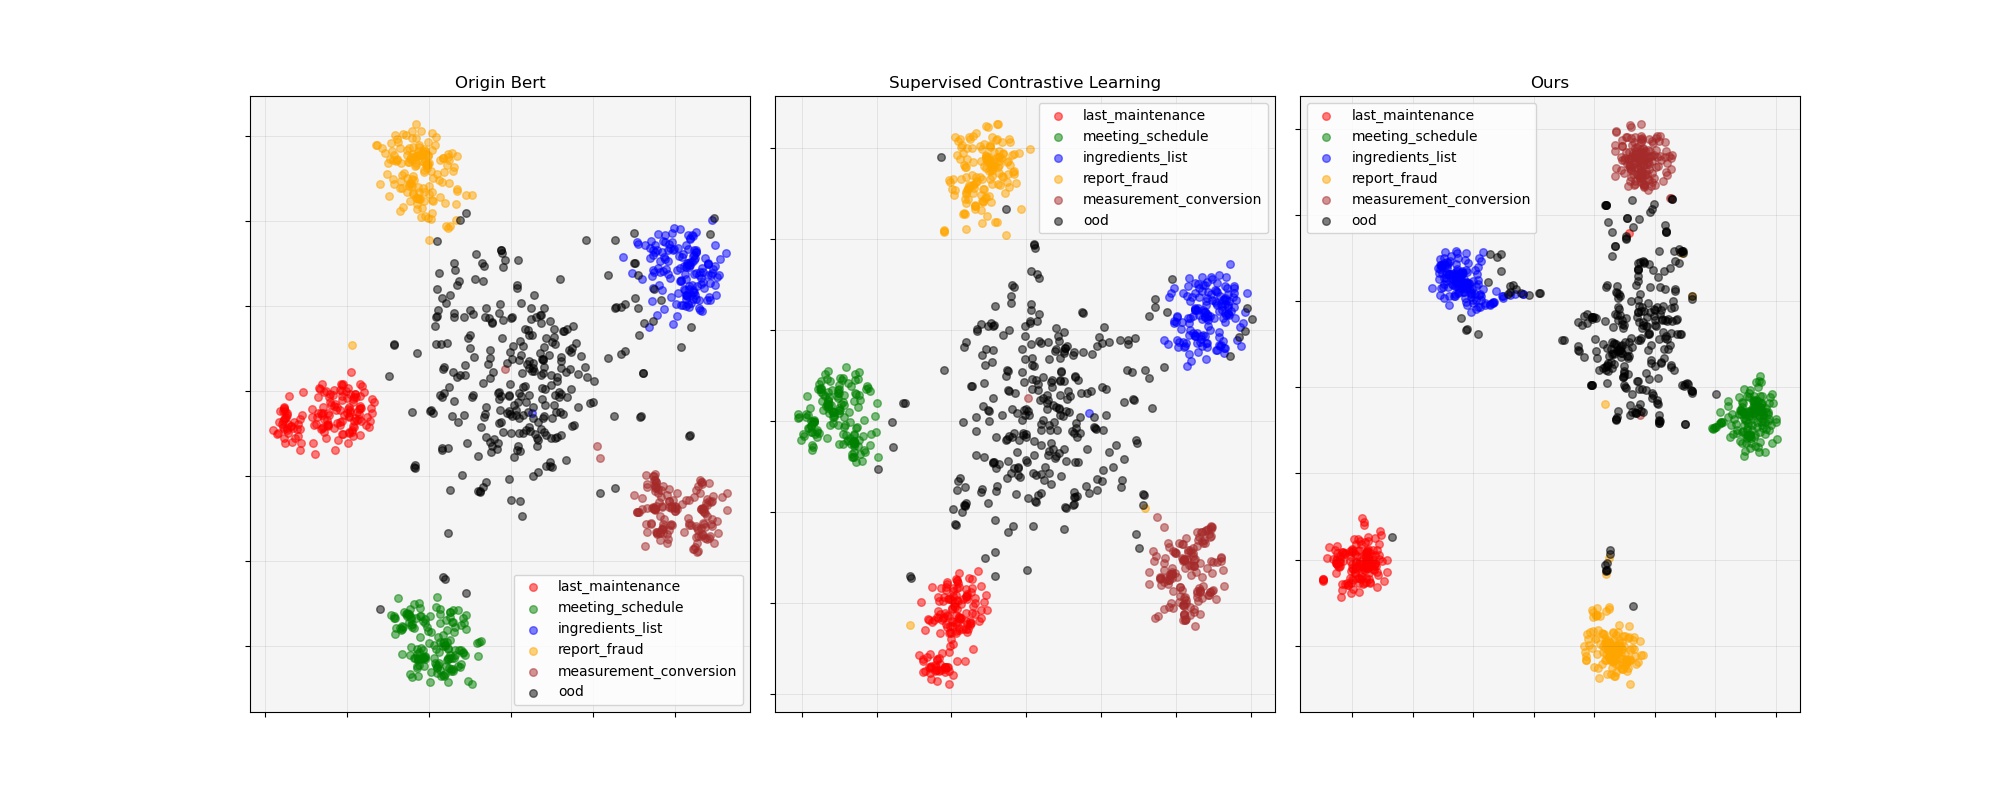 Origin Bert
last_maintenance
meeting_schedule
ingredients_list
report_fraud
measurement_conversion
ood
Supervised Contrastive Learning
last_maintenance
meeting_schedule
ingredients_list
report_fraud
measurement_conversion
ood
Ours
last_maintenance
meeting_schedule
ingredients_list
report_fraud
measurement_conversion
ood